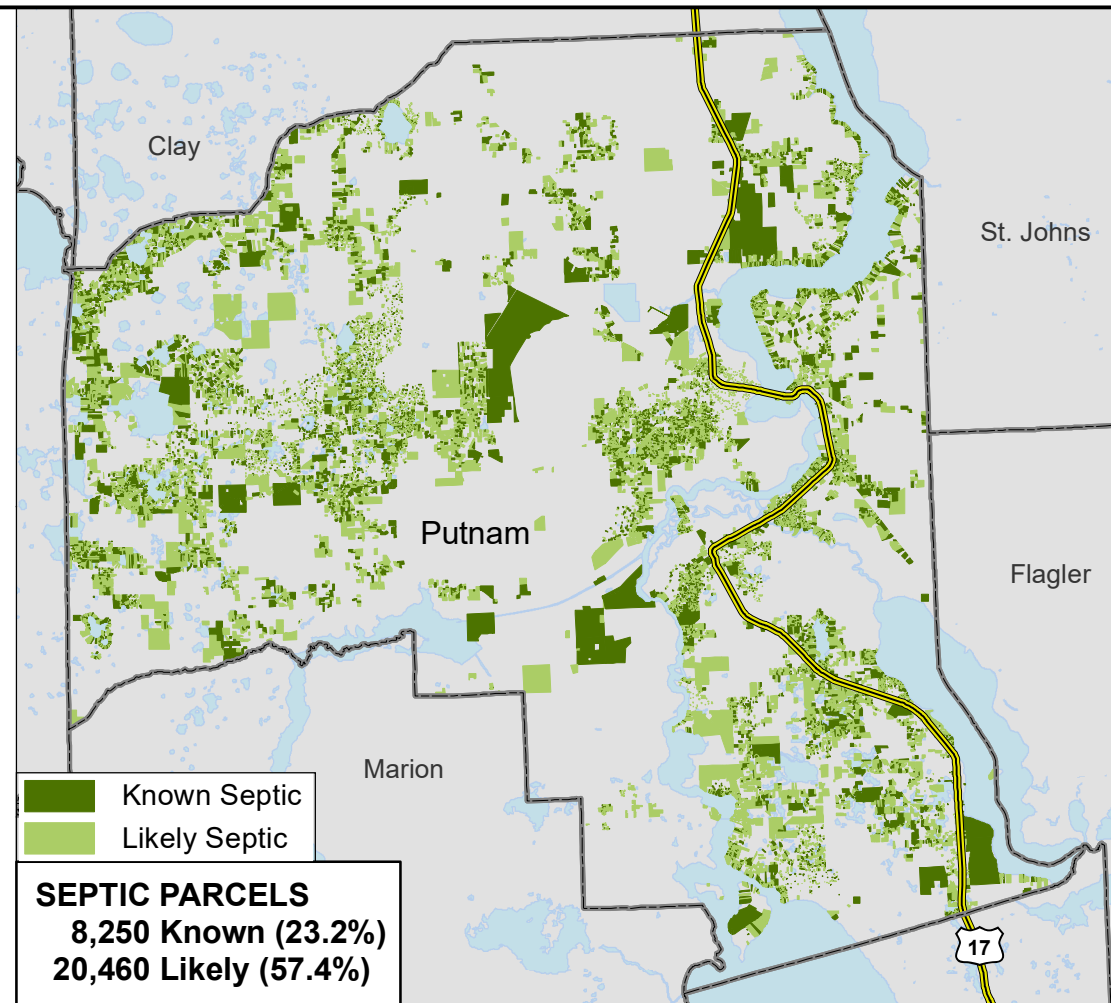 Clay
St. Johns
Putnam
Flagler
Marion
Known Septic
Likely Septic
SEPTIC PARCELS
8,250 Known (23.2%)
20,460 Likely (57.4%)
17